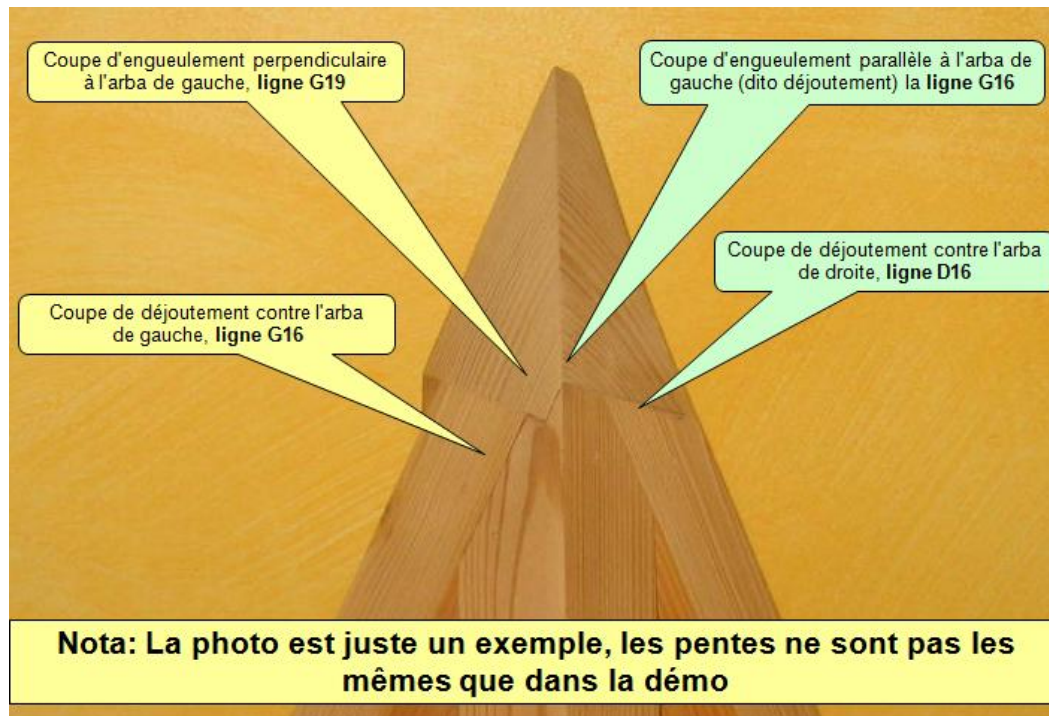 Coupe d'engueulement perpendiculaire
à l'arba de gauche, ligne G19
Coupe d'engueulement parallèle à l'arba de
gauche (dito déjoutement) la ligne G16
Coupe de déjoutement contre l'arba
de droite, ligne D16
Coupe de déjoutement contre l'arba
de gauche, ligne G16
Nota: La photo est juste un exemple, les pentes ne sont pas les
mêmes que dans la démo